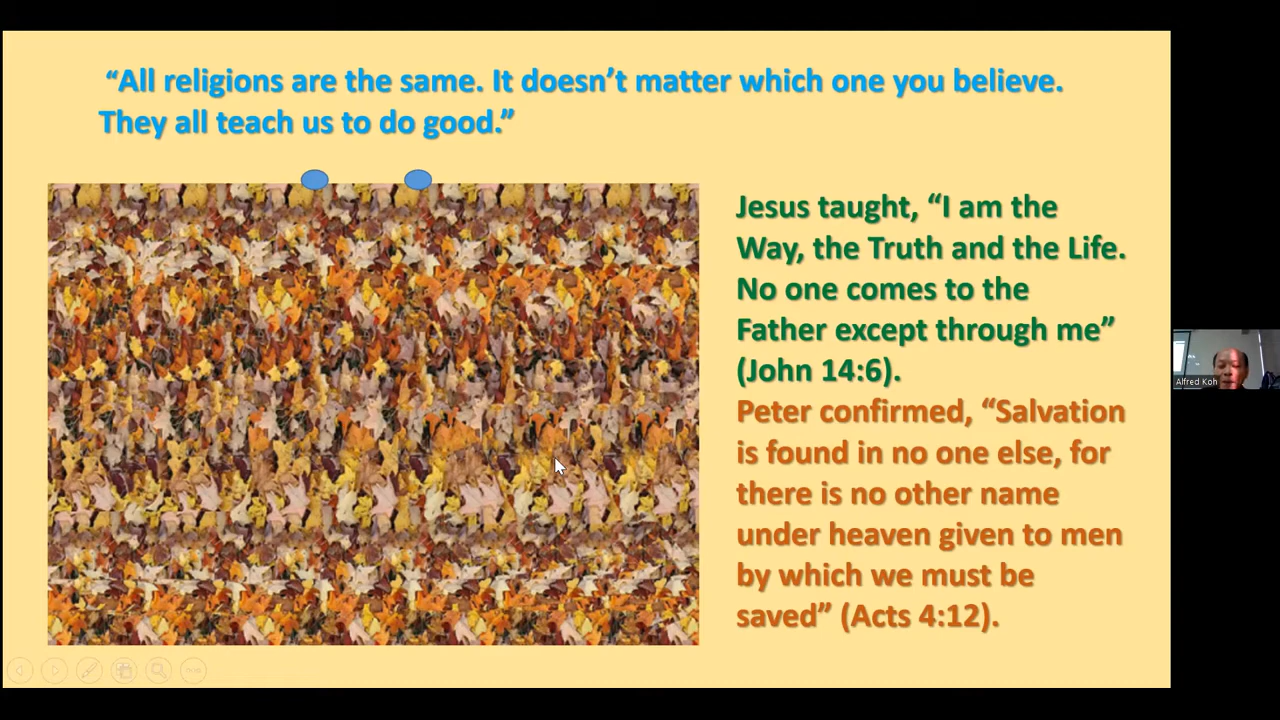 “All religions are the same. It doesn’t matter which one you believe.
They all teach us to do good.”
Jesus taught, “I am the
Way, the Truth and the Life.
No one comes to the
Father except through me”
(John 14:6).
Peter confirmed, “Salvation
is found in no one else, for
there is no other name
under heaven given to men
by which we must be
saved” (Acts 4:12).
Alfred Koh